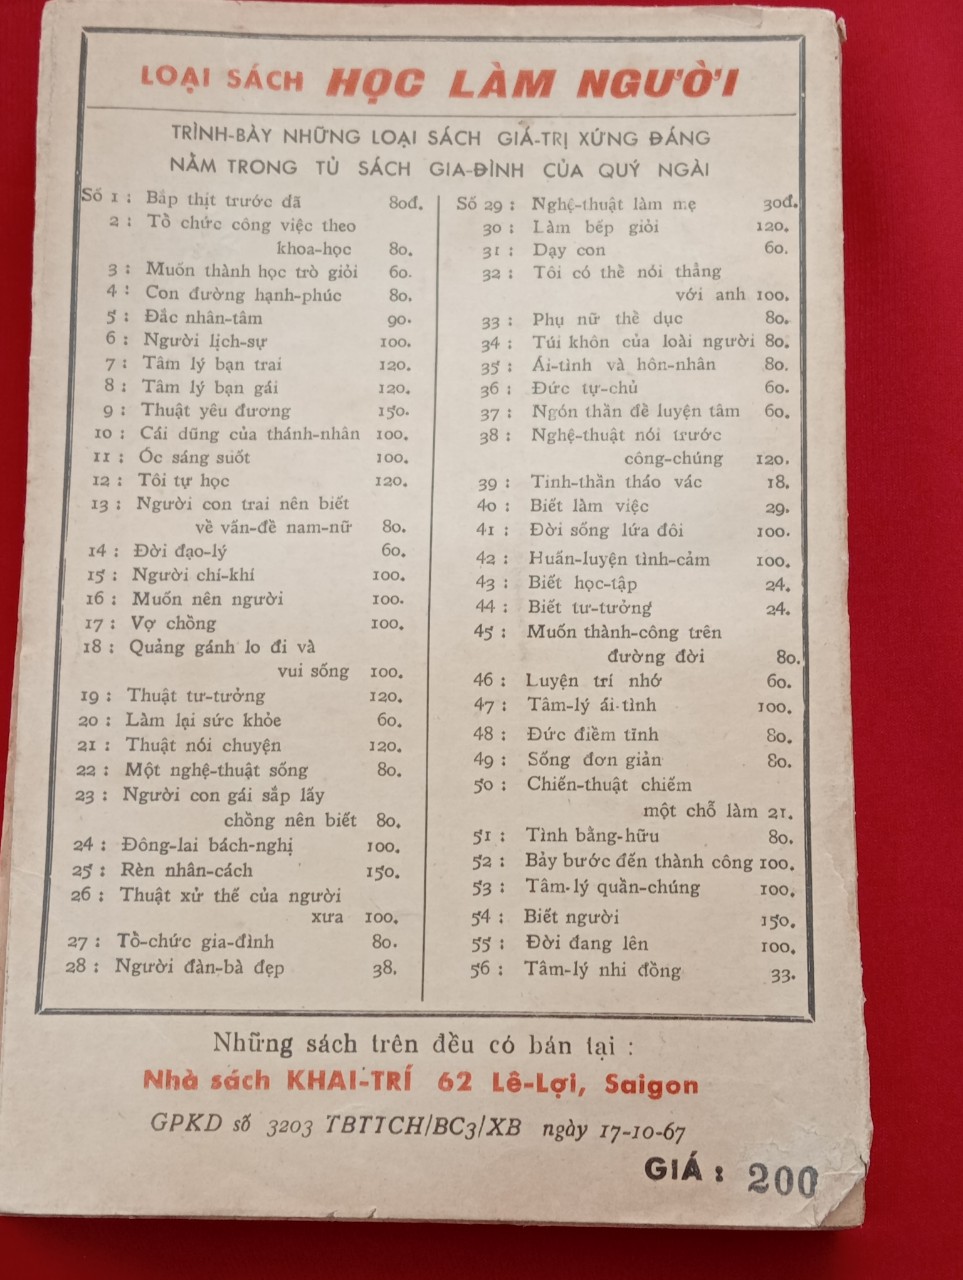 LOẠI SÁCH HỌC LÀM NGƯỜI
TRÌNH-BÀY NHỮNG LOẠI SÁCH GIÁ-TRỊ XỨNG ĐÁNG
NẰM TRONG TỦ SÁCH GIA-ĐÌNH CỦA QUÝ NGÀI
Số 1 : Bắp thịt trước đã 80đ.
2 : Tổ chức công việc theo
khoa-học 80.
3 : Muốn thành học trò giỏi 60.
4 : Con đường hạnh-phúc 80.
5 : Đắc nhân-tâm 90.
6 : Người lịch-sự 100.
7 : Tâm lý bạn trai 120.
8 : Tâm lý bạn gái 120.
9 : Thuật yêu đương 150.
10 : Cái dũng của thánh-nhân 100.
11 : Óc sáng suốt 100.
12 : Tôi tự học 120.
13 : Người con trai nên biết
về vấn-đề nam-nữ 80.
14 : Đời đạo-lý 60.
15 : Người chí-khí 100.
16 : Muốn nên người 100.
17 : Vợ chồng 100.
18 : Quảng gánh lo đi và
vui sống 100.
19 : Thuật tư-tưởng 120.
20 : Làm lại sức khỏe 60.
21 : Thuật nói chuyện 120.
22 : Một nghệ-thuật sống 80.
23 : Người con gái sắp lấy
chồng nên biết 80.
24 : Đông-lai bách-nghị 100.
25 : Rèn nhân-cách 150.
26 : Thuật xử thế của người
xưa 100.
27 : Tổ-chức gia-đình 80.
28 : Người đàn-bà đẹp 38.
Số 29 : Nghệ-thuật làm mẹ 30đ.
30 : Làm bếp giỏi 120.
31 : Dạy con 60.
32 : Tôi có thể nói thẳng
với anh 100.
33 : Phụ nữ thể dục 80.
34 : Túi khôn của loài người 80.
35 : Ái-tình và hôn-nhân 80.
36 : Đức tự-chủ 60.
37 : Ngón thần để luyện tâm 60.
38 : Nghệ-thuật nói trước
công-chúng 120.
39 : Tinh-thần tháo vác 18.
40 : Biết làm việc 29.
41 : Đời sống lứa đôi 100.
42 : Huấn-luyện tình-cảm 100.
43 : Biết học-tập 24.
44 : Biết tư-tưởng 24.
45 : Muốn thành-công trên
đường đời 80.
46 : Luyện trí nhớ 60.
47 : Tâm-lý ái-tình 100.
48 : Đức điềm tĩnh 80.
49 : Sống đơn giản 80.
50 : Chiến-thuật chiếm
một chỗ làm 21.
51 : Tình bằng-hữu 80.
52 : Bảy bước đến thành công 100.
53 : Tâm-lý quần-chúng 100.
54 : Biết người 150.
55 : Đời đang lên 100.
56 : Tâm-lý nhi đồng 33.
Những sách trên đều có bán tại :
Nhà sách KHAI-TRÍ 62 Lê-Lợi, Saigon
GPKD số 3203 TBTTCH/BC3/XB ngày 17-10-67
GIÁ : 200